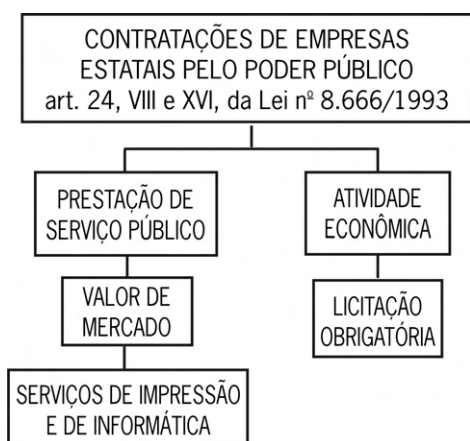 CONTRATAÇÕES DE EMPRESAS
ESTATAIS PELO PODER PÚBLICO
art. 24, VIII e XVI, da Lei nº 8.666/1993
PRESTAÇÃO DE
SERVIÇO PÚBLICO
VALOR DE
MERCADO
SERVIÇOS DE IMPRESSÃO
E DE INFORMÁTICA
ATIVIDADE
ECONÔMICA
LICITAÇÃO
OBRIGATÓRIA